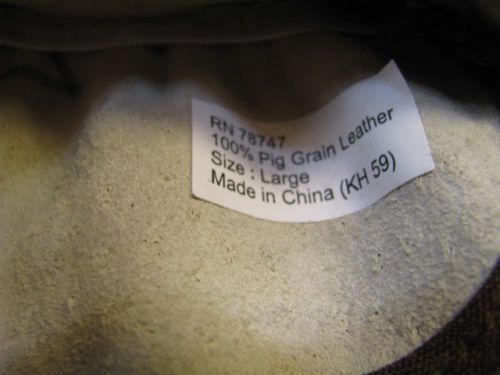 RN 78747
100% Pig Grain Leather
Size : Large
Made in China (KH 59)